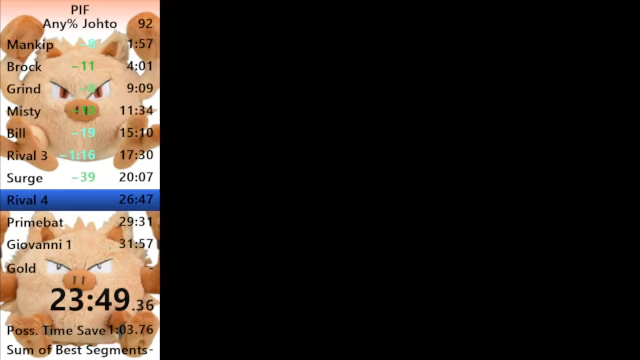 PIF
Any% Johto 92
Mankip 1:57
Brock -11 4:01
Grind 9:09
Misty 11:34
Bill -19 15:10
Rival 3 -1:16 17:30
Surge -39 20:07
Rival 4 26:47
Primebat 29:31
Giovanni 1 31:57
Gold
23:49.36
Poss. Time Save 1:03.76
Sum of Best Segments-